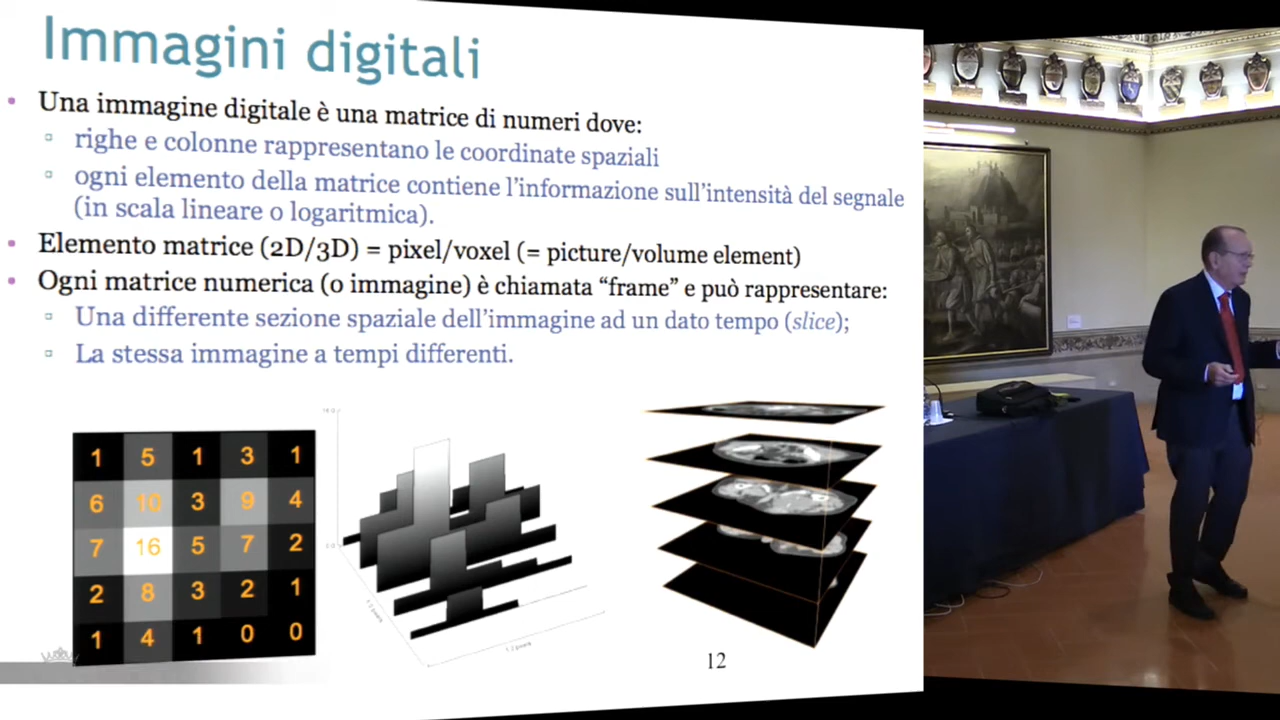 Immagini digitali
• Una immagine digitale è una matrice di numeri dove:
▫ righe e colonne rappresentano le coordinate spaziali
▫ ogni elemento della matrice contiene l’informazione sull’intensità del segnale
(in scala lineare o logaritmica).
• Elemento matrice (2D/3D) = pixel/voxel (= picture/volume element)
• Ogni matrice numerica (o immagine) è chiamata “frame” e può rappresentare:
▫ Una differente sezione spaziale dell’immagine ad un dato tempo (slice);
▫ La stessa immagine a tempi differenti.
1 5 1 3 1
6 10 3 9 4
7 16 5 7 2
2 8 3 2 1
1 4 1 0 0
12